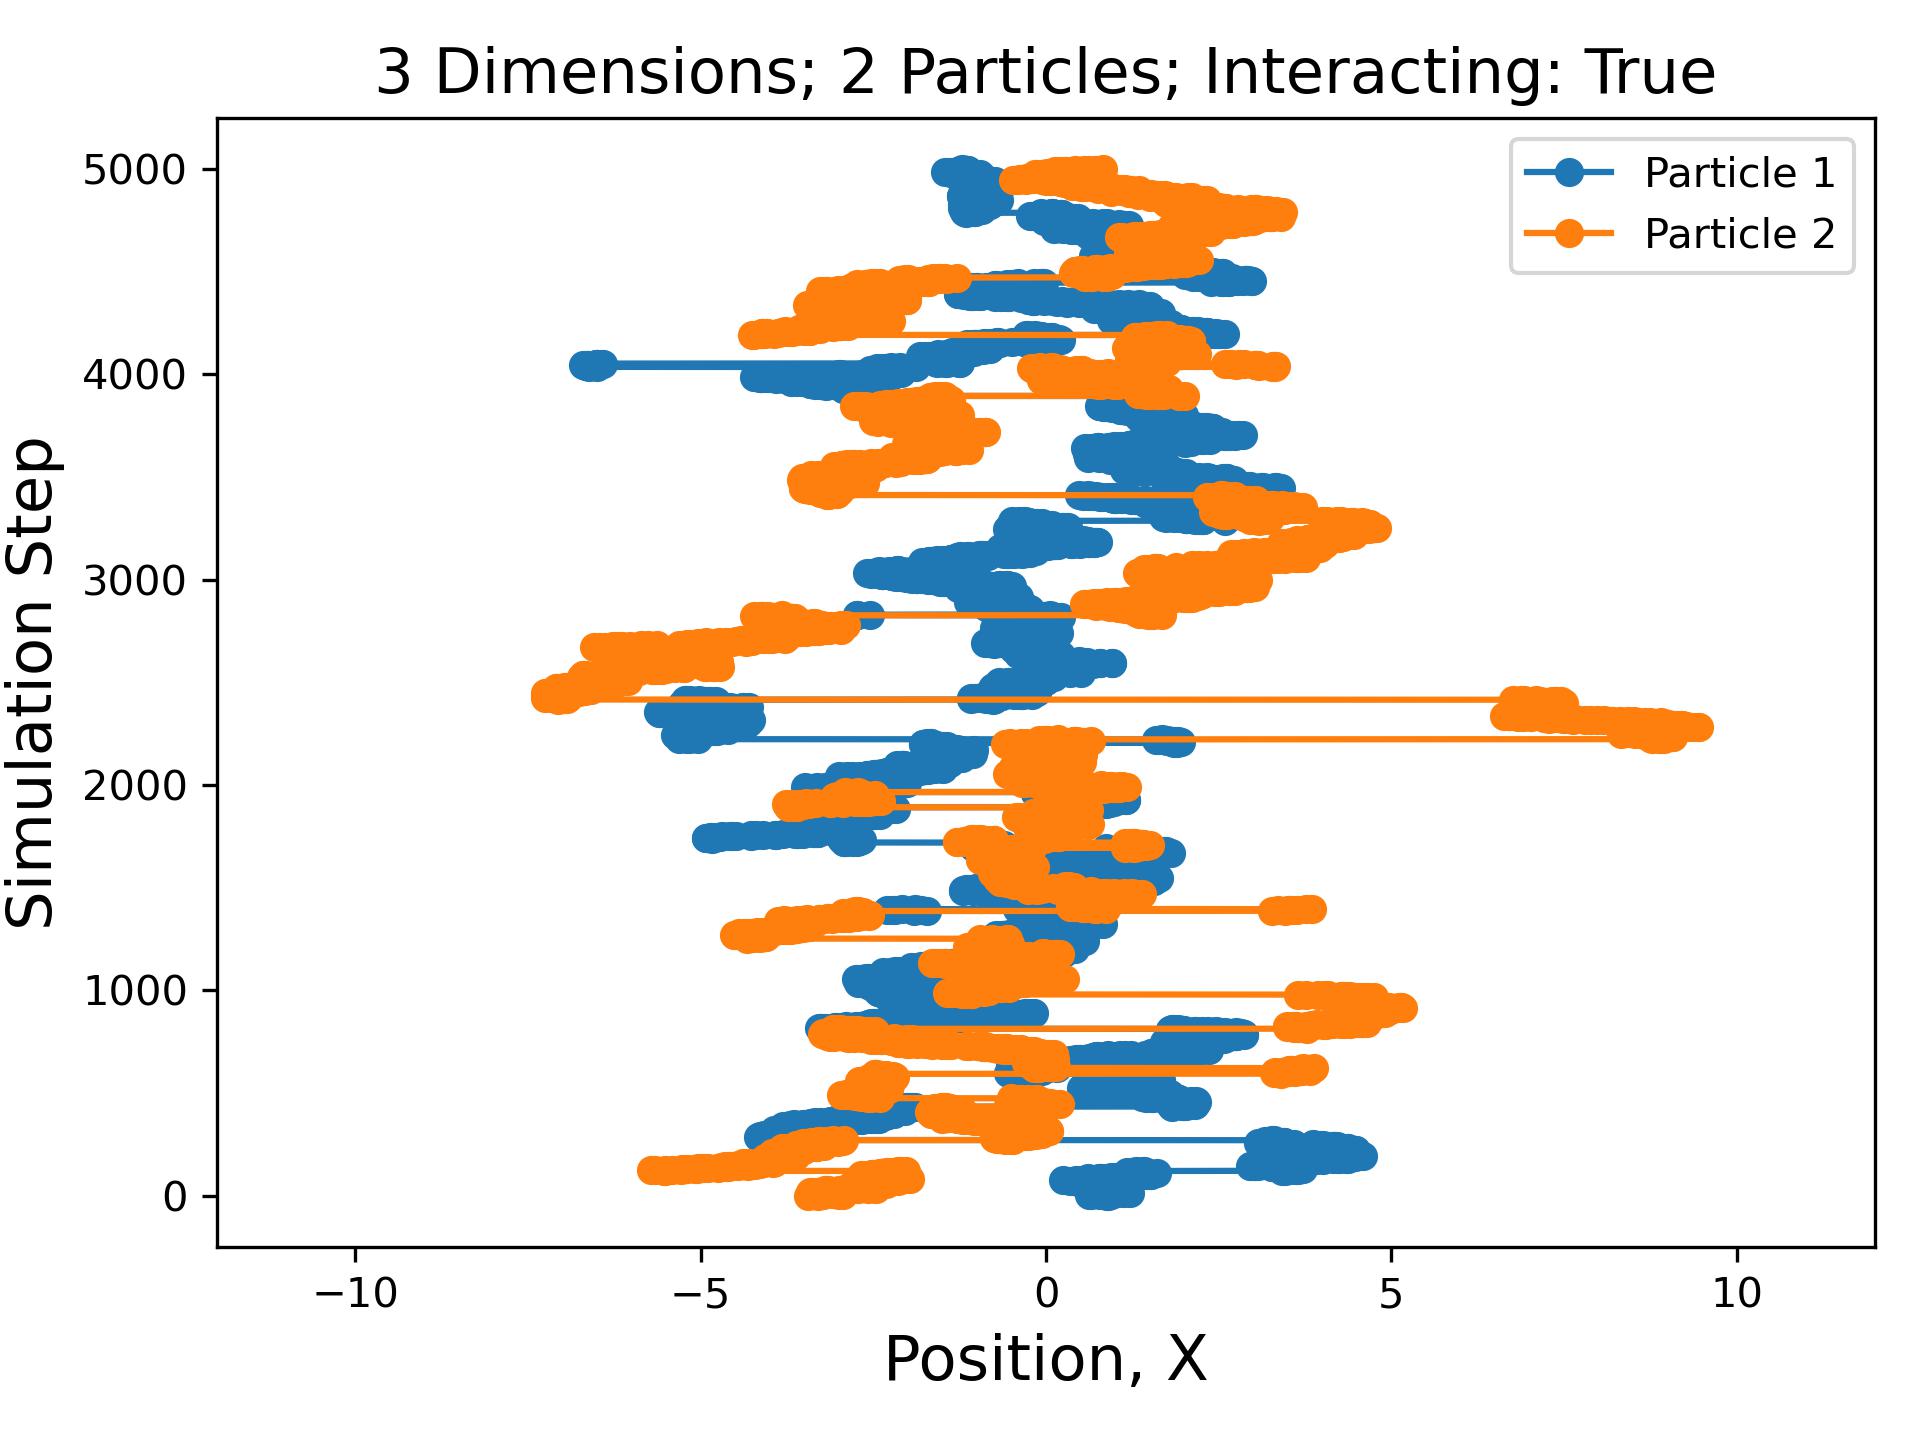 3 Dimensions; 2 Particles; Interacting: True
Particle 1
Particle 2
Simulation Step
5000
4000
3000
2000
1000
0
−10
−5
0
5
10
Position, X